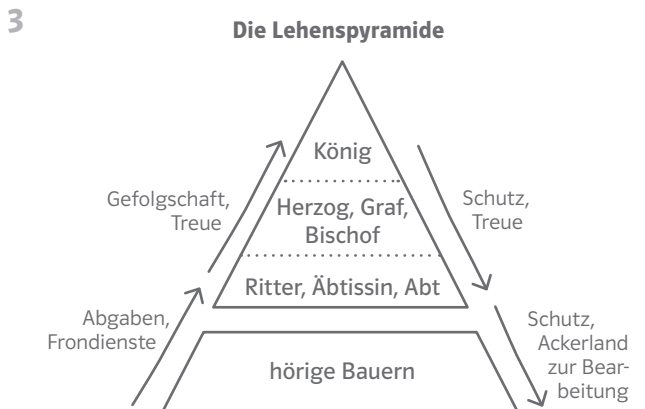 3
Die Lehenspyramide
König
Gefolgschaft,
Treue
Herzog, Graf,
Bischof
Schutz,
Treue
Ritter, Äbtissin, Abt
Abgaben,
Frondienste
Schutz,
Ackerland
zur Bear-
beitung
hörige Bauern